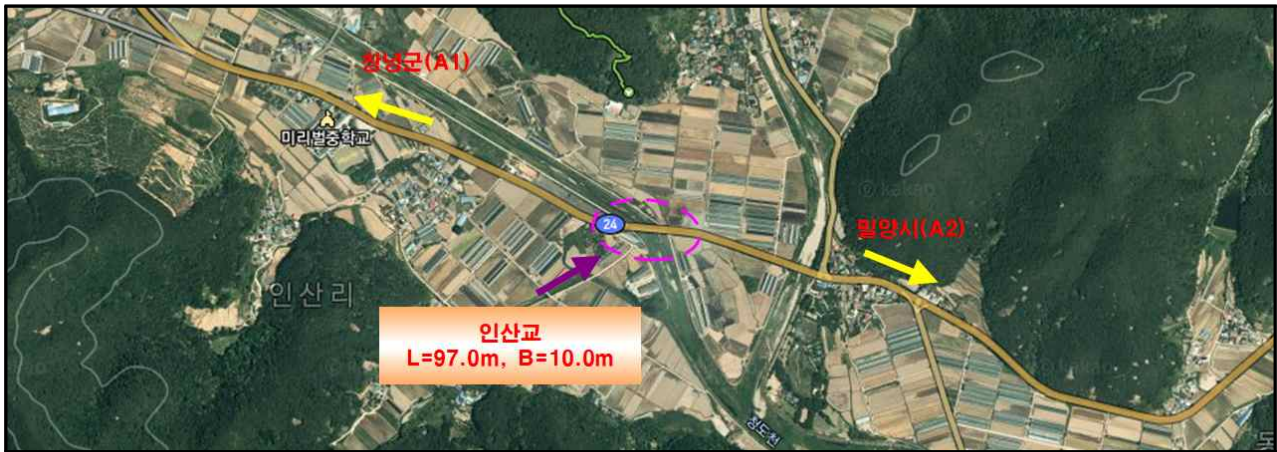 창녕군(A1)
미리벌중학교
© kakao
24
밀양시(A2)
인산리
인산교
L=97.0m, B=10.0m
청도천